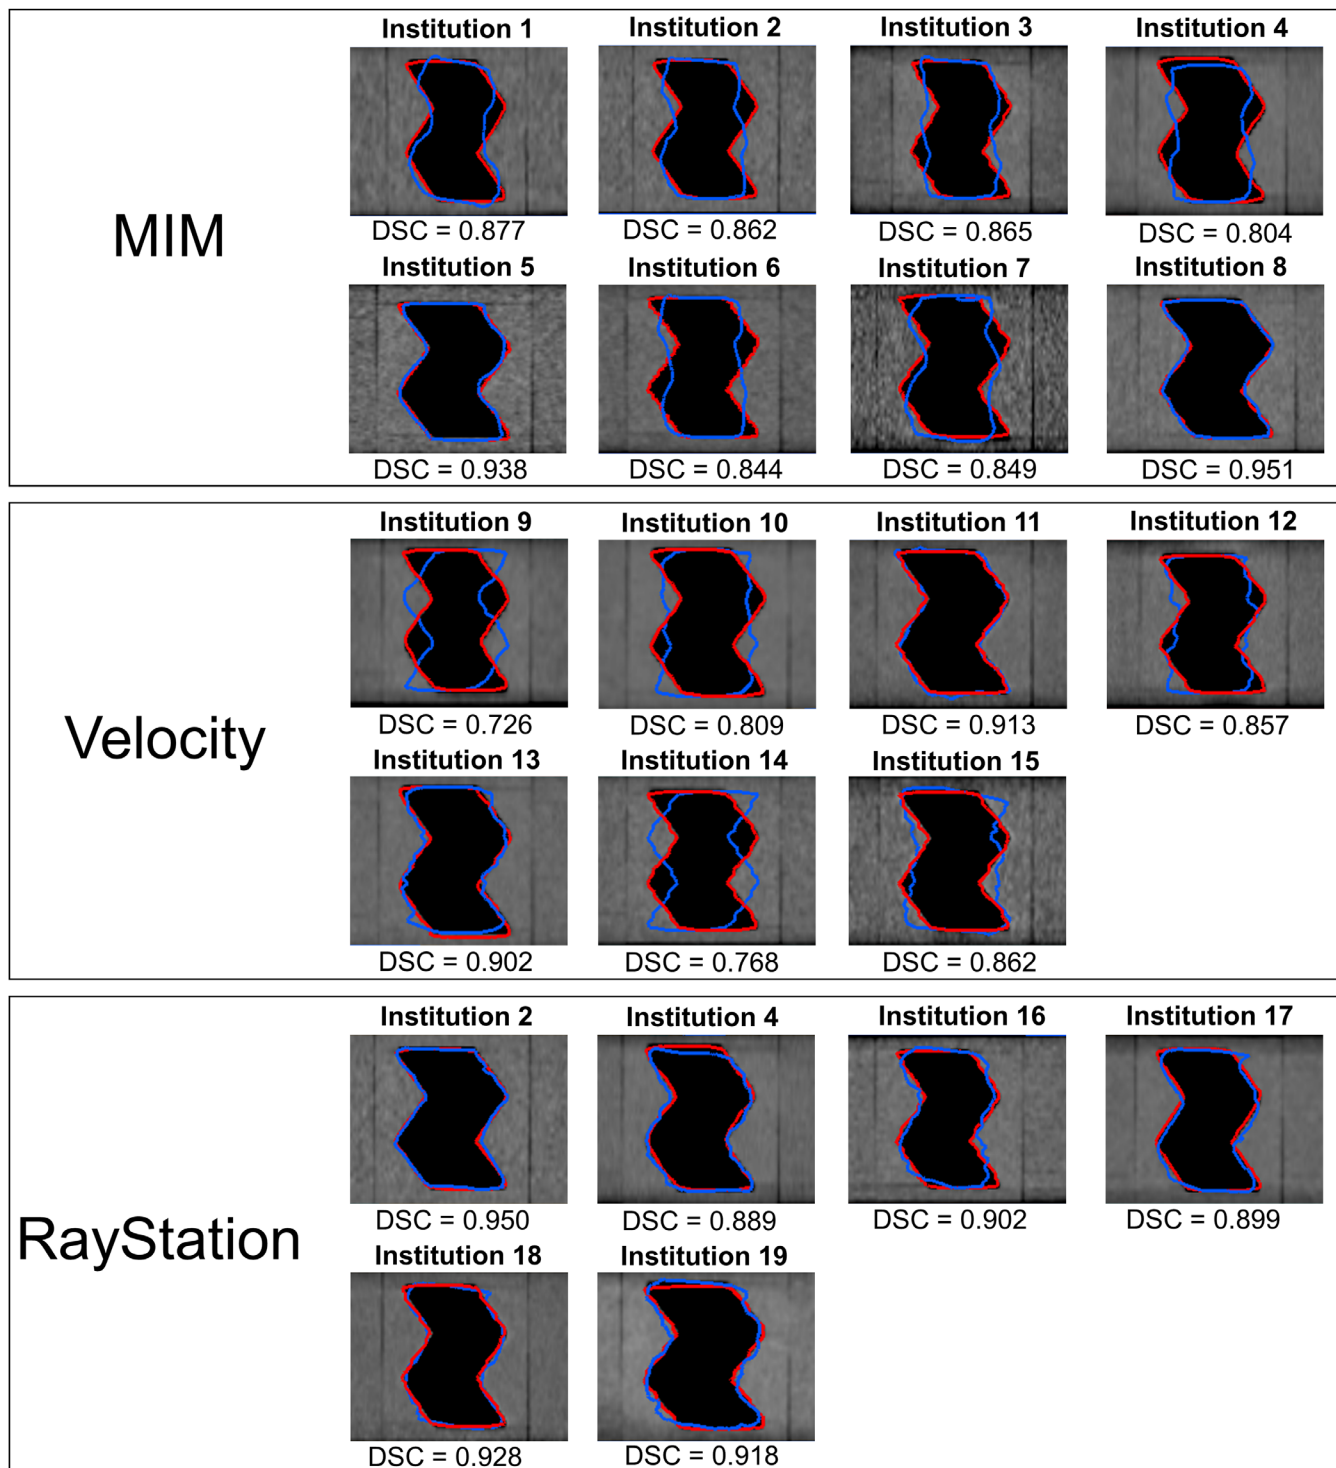 Institution 1 Institution 2 Institution 3 Institution 4
DSC = 0.877 DSC = 0.862 DSC = 0.865 DSC = 0.804
MIM
Institution 5 Institution 6 Institution 7 Institution 8
DSC = 0.938 DSC = 0.844 DSC = 0.849 DSC = 0.951
Institution 9 Institution 10 Institution 11 Institution 12
DSC = 0.726 DSC = 0.809 DSC = 0.913 DSC = 0.857
Velocity
Institution 13 Institution 14 Institution 15
DSC = 0.902 DSC = 0.768 DSC = 0.862
Institution 2 Institution 4 Institution 16 Institution 17
DSC = 0.950 DSC = 0.889 DSC = 0.902 DSC = 0.899
RayStation
Institution 18 Institution 19
DSC = 0.928 DSC = 0.918